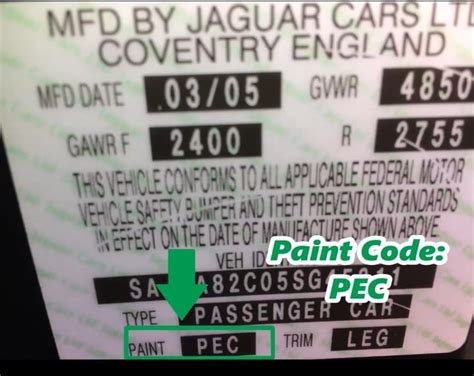 MFD BY JAGUAR CARS LT
COVENTRY ENGLAND
MFD DATE 03/05 GVWR 4850
GAWR F 2400 R 2755
THIS VEHICLE CONFORMS TO ALL APPLICABLE FEDERAL MOTOR
VEHICLE SAFETY, BUMPER AND THEFT PREVENTION STANDARDS
IN EFFECT ON THE DATE OF MANUFACTURE SHOWN ABOVE
Paint Code:
PEC
VEH
TYPE PASSENGER CAR
PAINT PEC TRIM LEG